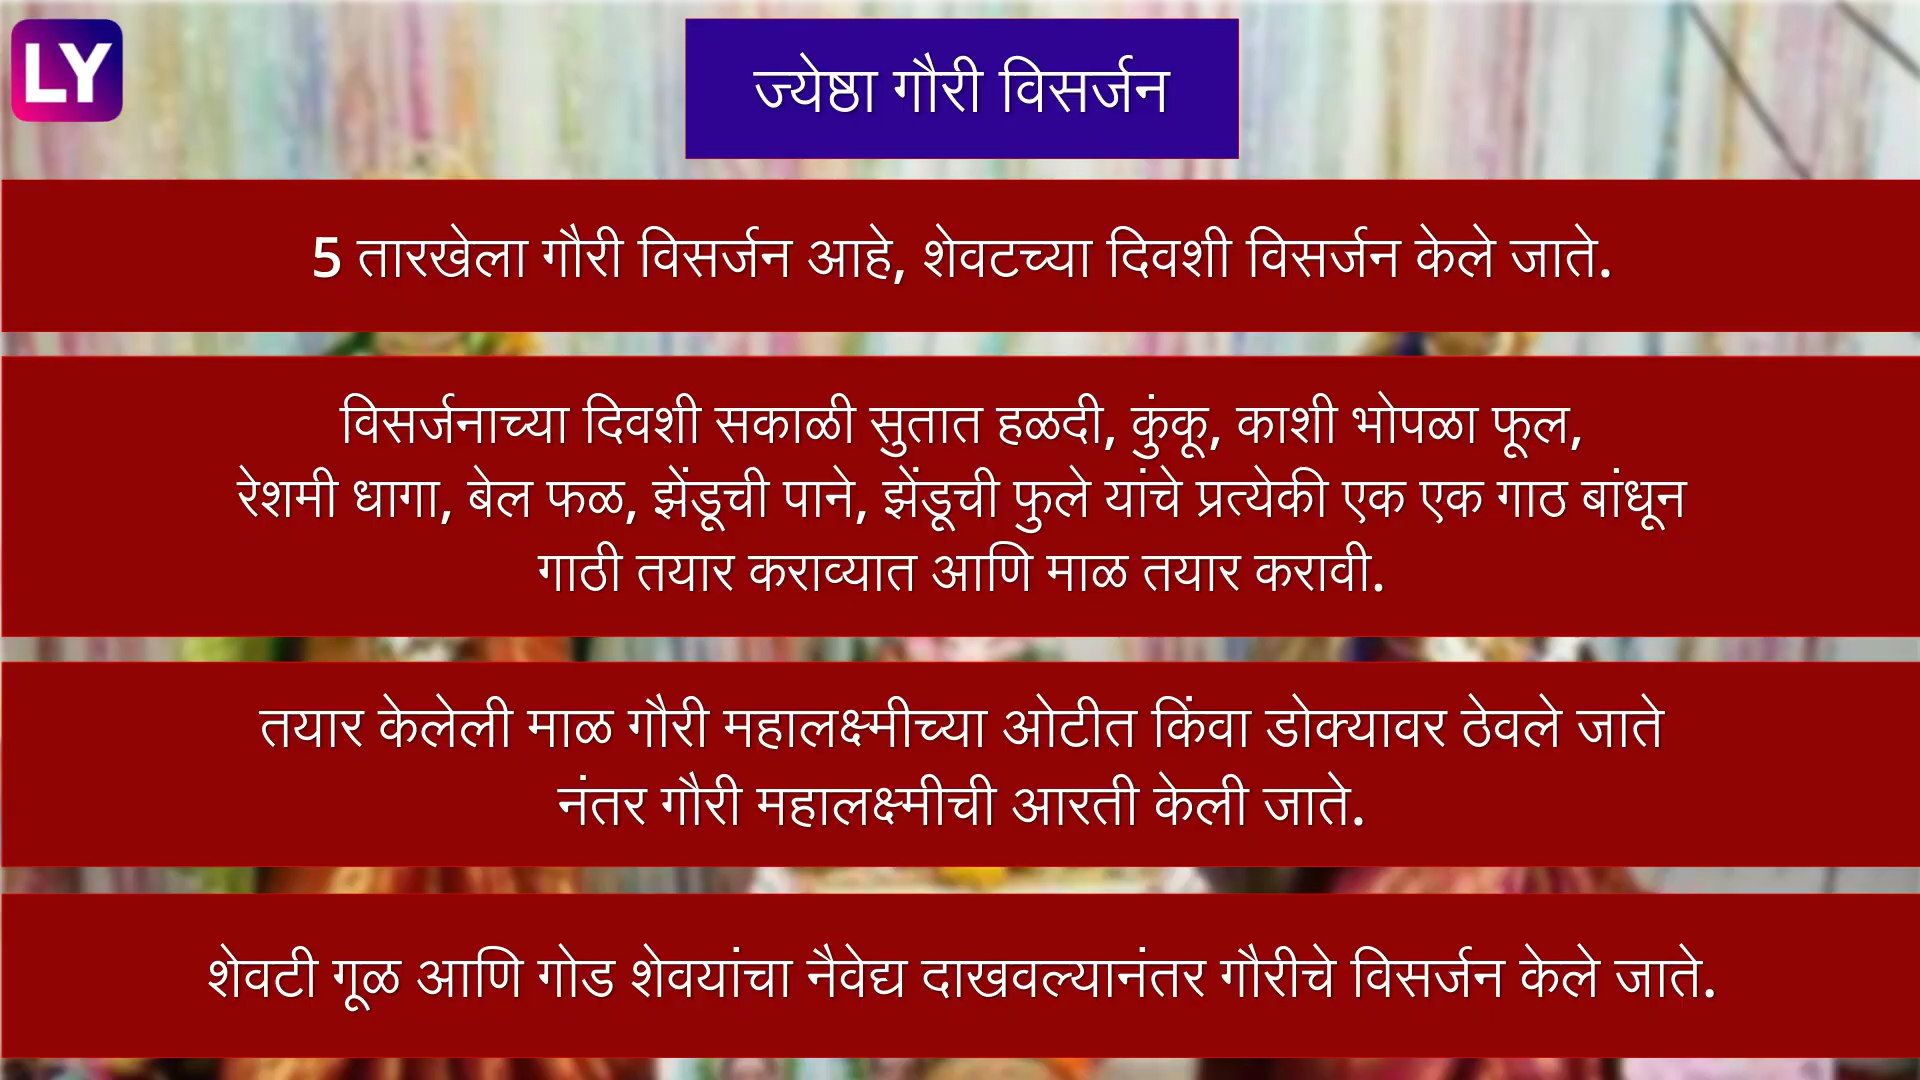 LY
ज्येष्ठा गौरी विसर्जन
5 तारखेला गौरी विसर्जन आहे, शेवटच्या दिवशी विसर्जन केले जाते.
विसर्जनाच्या दिवशी सकाळी सुतात हळदी, कुंकू, काशी भोपळा फूल,
रेशमी धागा, बेल फळ, झेंडूची पाने, झेंडूची फुले यांचे प्रत्येकी एक एक गाठ बांधून
गाठी तयार कराव्यात आणि माळ तयार करावी.
तयार केलेली माळ गौरी महालक्ष्मीच्या ओटीत किंवा डोक्यावर ठेवले जाते
नंतर गौरी महालक्ष्मीची आरती केली जाते.
शेवटी गूळ आणि गोड शेवयांचा नैवेद्य दाखवल्यानंतर गौरीचे विसर्जन केले जाते.